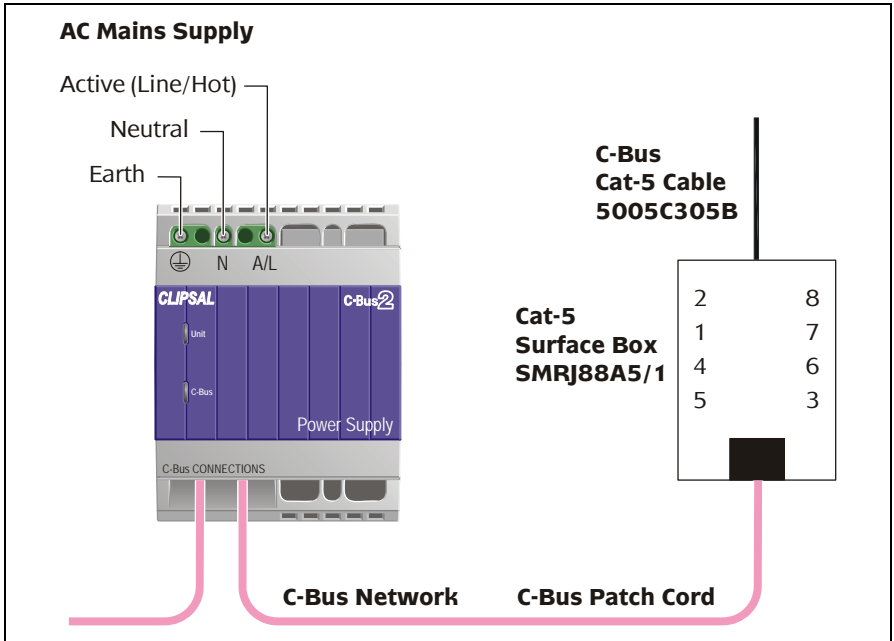 AC Mains Supply
Active (Line/Hot)
Neutral
Earth
N A/L
CLIPSAL C-Bus2
Unit
C-Bus
Power Supply
C-Bus CONNECTIONS
C-Bus
Cat-5 Cable
5005C305B
Cat-5
Surface Box
SMRJ88A5/1
2 8
1 7
4 6
5 3
C-Bus Network C-Bus Patch Cord